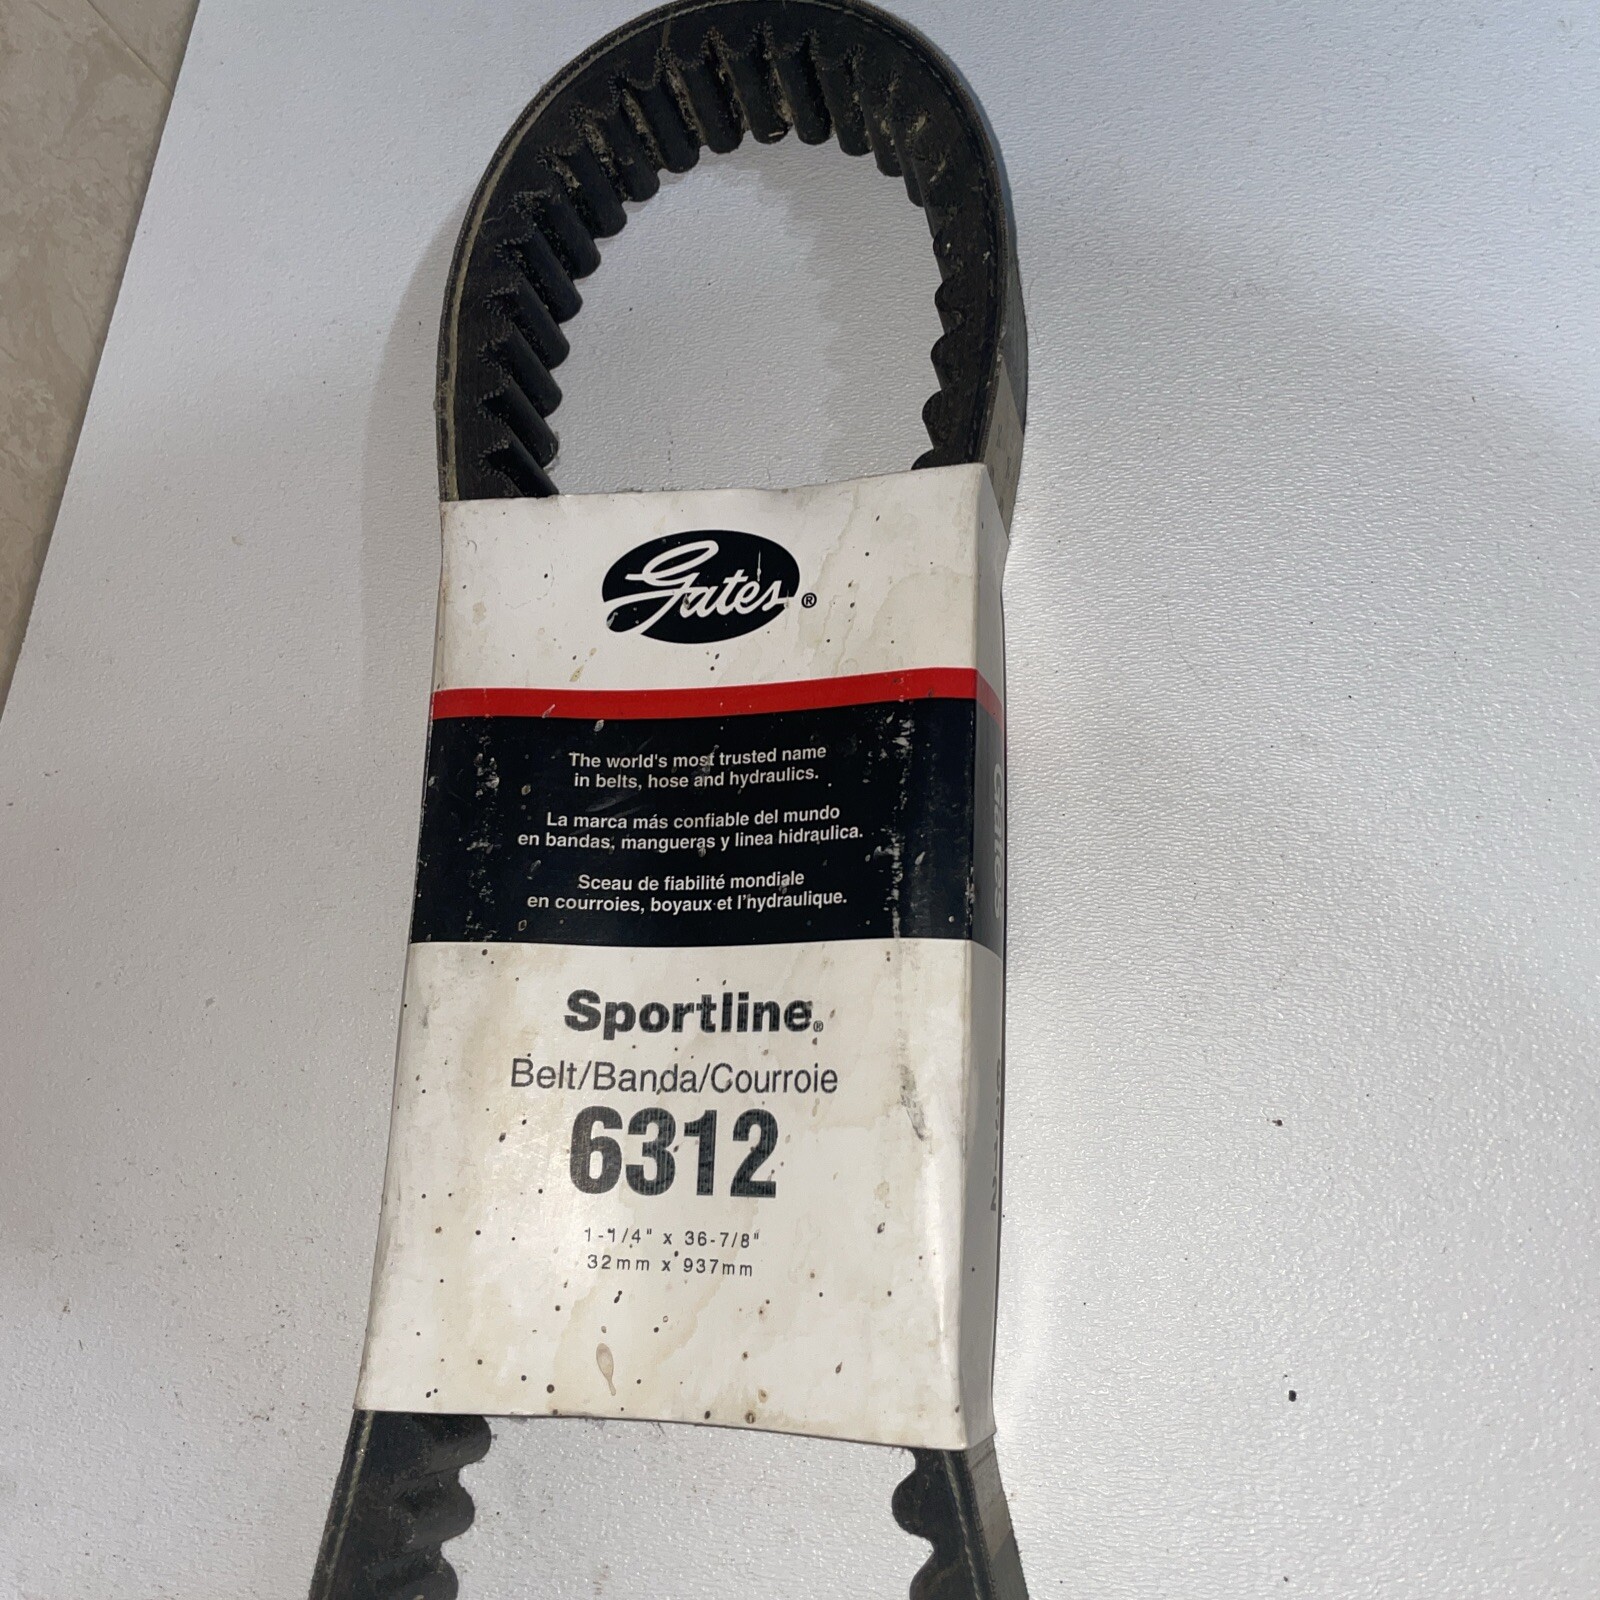 Gates®
The world's most trusted name
in belts, hose and hydraulics.
La marca más confiable del mundo
en bandas, mangueras y linea hidraulica.
Sceau de fiabilité mondiale
en courroies, boyaux et l'hydraulique.
Sportline®
Belt/Banda/Courroie
6312
1-1/4" x 36-7/8"
32mm x 937mm
Gates